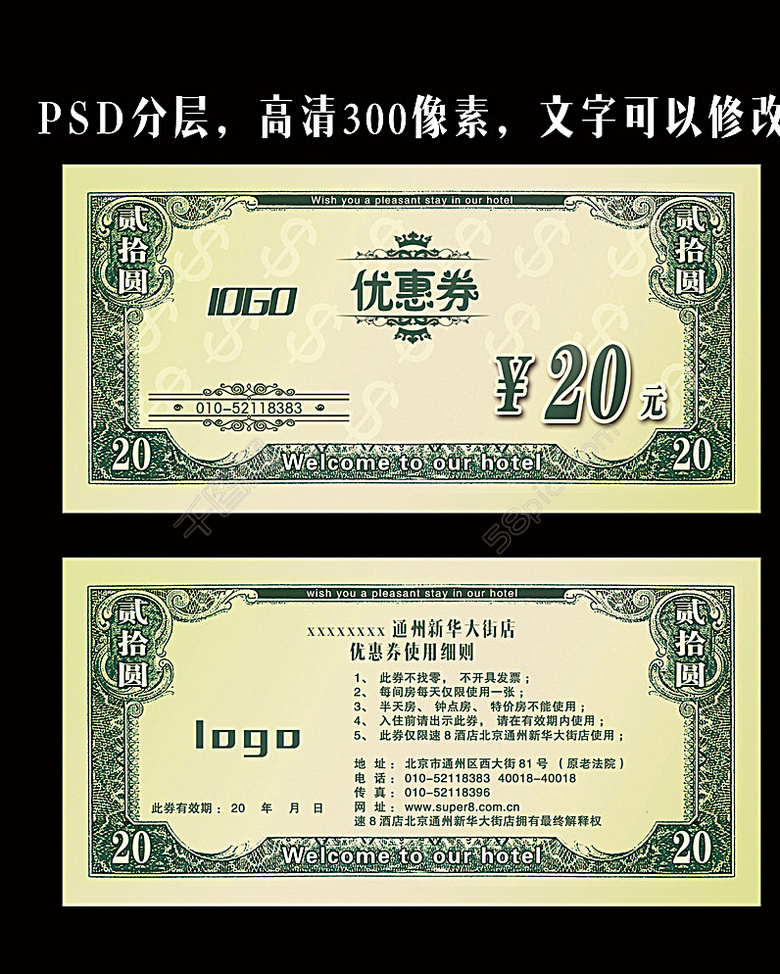 PSD分层，高清300像素，文字可以修改
Wish you a pleasant stay in our hotel
贰拾圆
贰拾圆
优惠券
LOGO
¥20元
010-52118383
20
Welcome to our hotel
20
千图网
58pic.com
wish you a pleasant stay in our hotel
贰拾圆
贰拾圆
xxxxxxxx 通州新华大街店
优惠券使用细则
1、 此券不找零， 不开具发票；
2、 每间房每天仅限使用一张；
3、 半天房、 钟点房、 特价房不能使用；
4、 入住前请出示此券， 请在有效期内使用；
5、 此券仅限速8酒店北京通州新华大街店使用；
logo
地 址： 北京市通州区西大街81号 （原老法院）
电 话： 010-52118383 40018-40018
传 真： 010-52118396
网 址： www.super8.com.cn
速8酒店北京通州新华大街店拥有最终解释权
此券有效期： 20 年 月 日
20
Welcome to our hotel
20